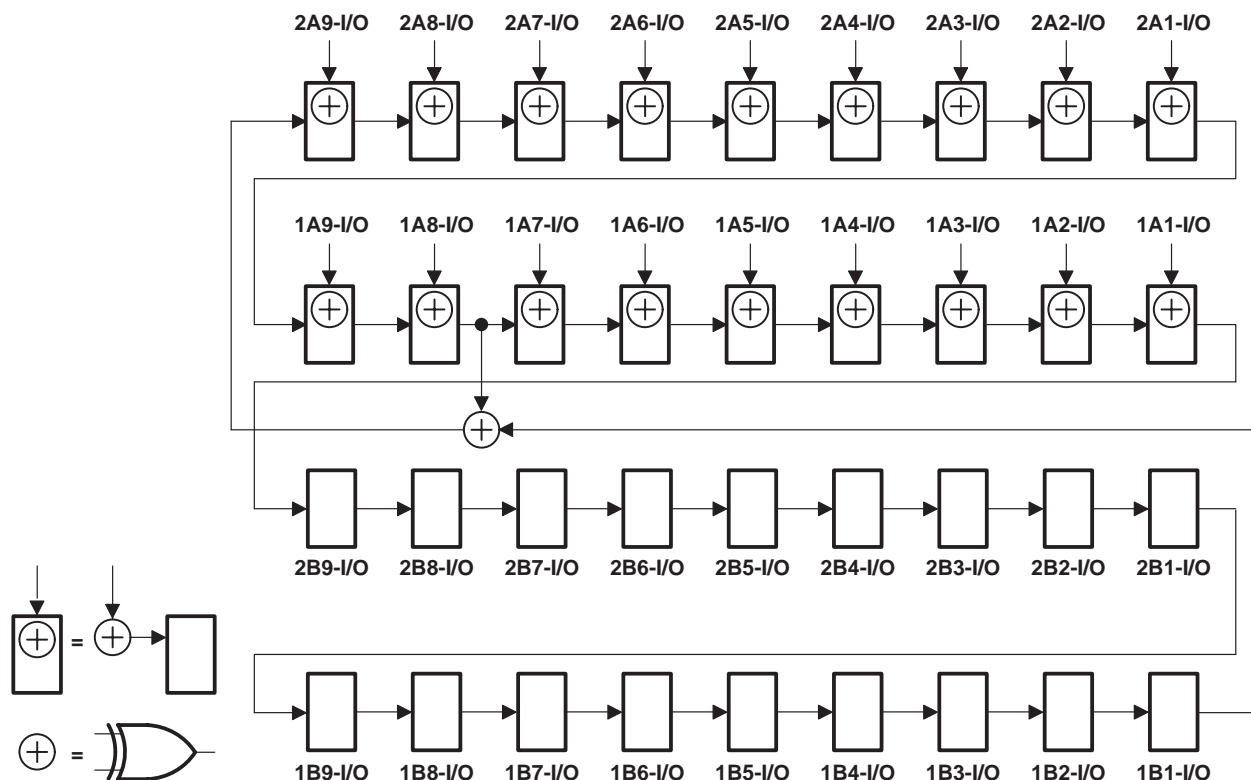 2A9-I/O 2A8-I/O 2A7-I/O 2A6-I/O 2A5-I/O 2A4-I/O 2A3-I/O 2A2-I/O 2A1-I/O
1A9-I/O 1A8-I/O 1A7-I/O 1A6-I/O 1A5-I/O 1A4-I/O 1A3-I/O 1A2-I/O 1A1-I/O
2B9-I/O 2B8-I/O 2B7-I/O 2B6-I/O 2B5-I/O 2B4-I/O 2B3-I/O 2B2-I/O 2B1-I/O
=
=
1B9-I/O 1B8-I/O 1B7-I/O 1B6-I/O 1B5-I/O 1B4-I/O 1B3-I/O 1B2-I/O 1B1-I/O